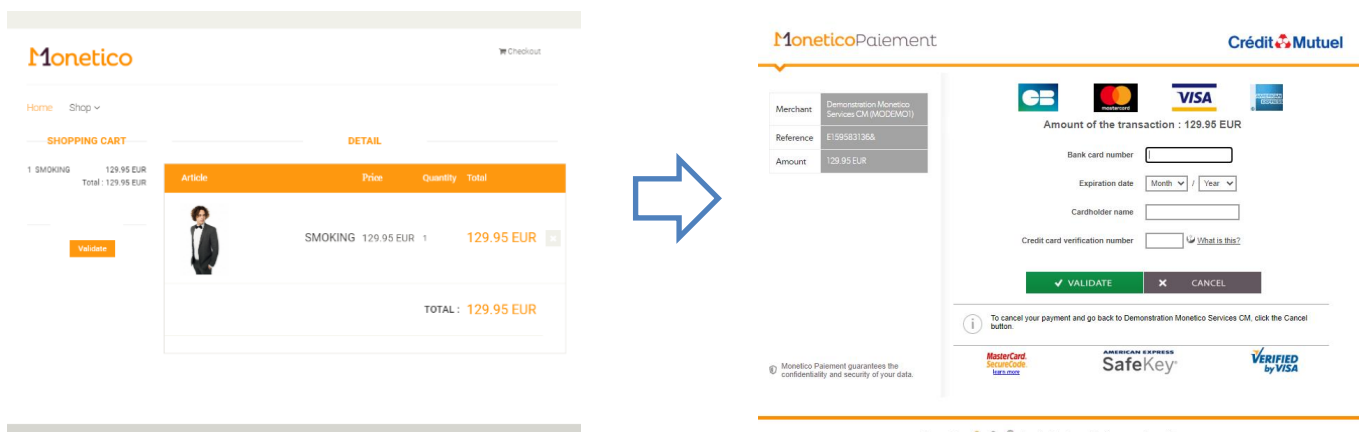 Monetico
Checkout
Home Shop
SHOPPING CART
1 SMOKING 129.95 EUR
Total : 129.95 EUR
Validate
DETAIL
Article Price Quantity Total
SMOKING 129.95 EUR 1 129.95 EUR
TOTAL : 129.95 EUR
MoneticoPaiement
Crédit Mutuel
Merchant Demonstration Monetico
Services CM (MODEMO1)
Reference E159583136&
Amount 129.95 EUR
Monetico Paiement guarantees the
confidentiality and security of your data.
CB mastercard VISA AMERICAN EXPRESS
Amount of the transaction : 129.95 EUR
Bank card number
Expiration date Month / Year
Cardholder name
Credit card verification number What is this?
VALIDATE CANCEL
To cancel your payment and go back to Demonstration Monetico Services CM, click the Cancel
button.
MasterCard.
SecureCode.
learn more
AMERICAN EXPRESS
SafeKey
VERIFIED
by VISA